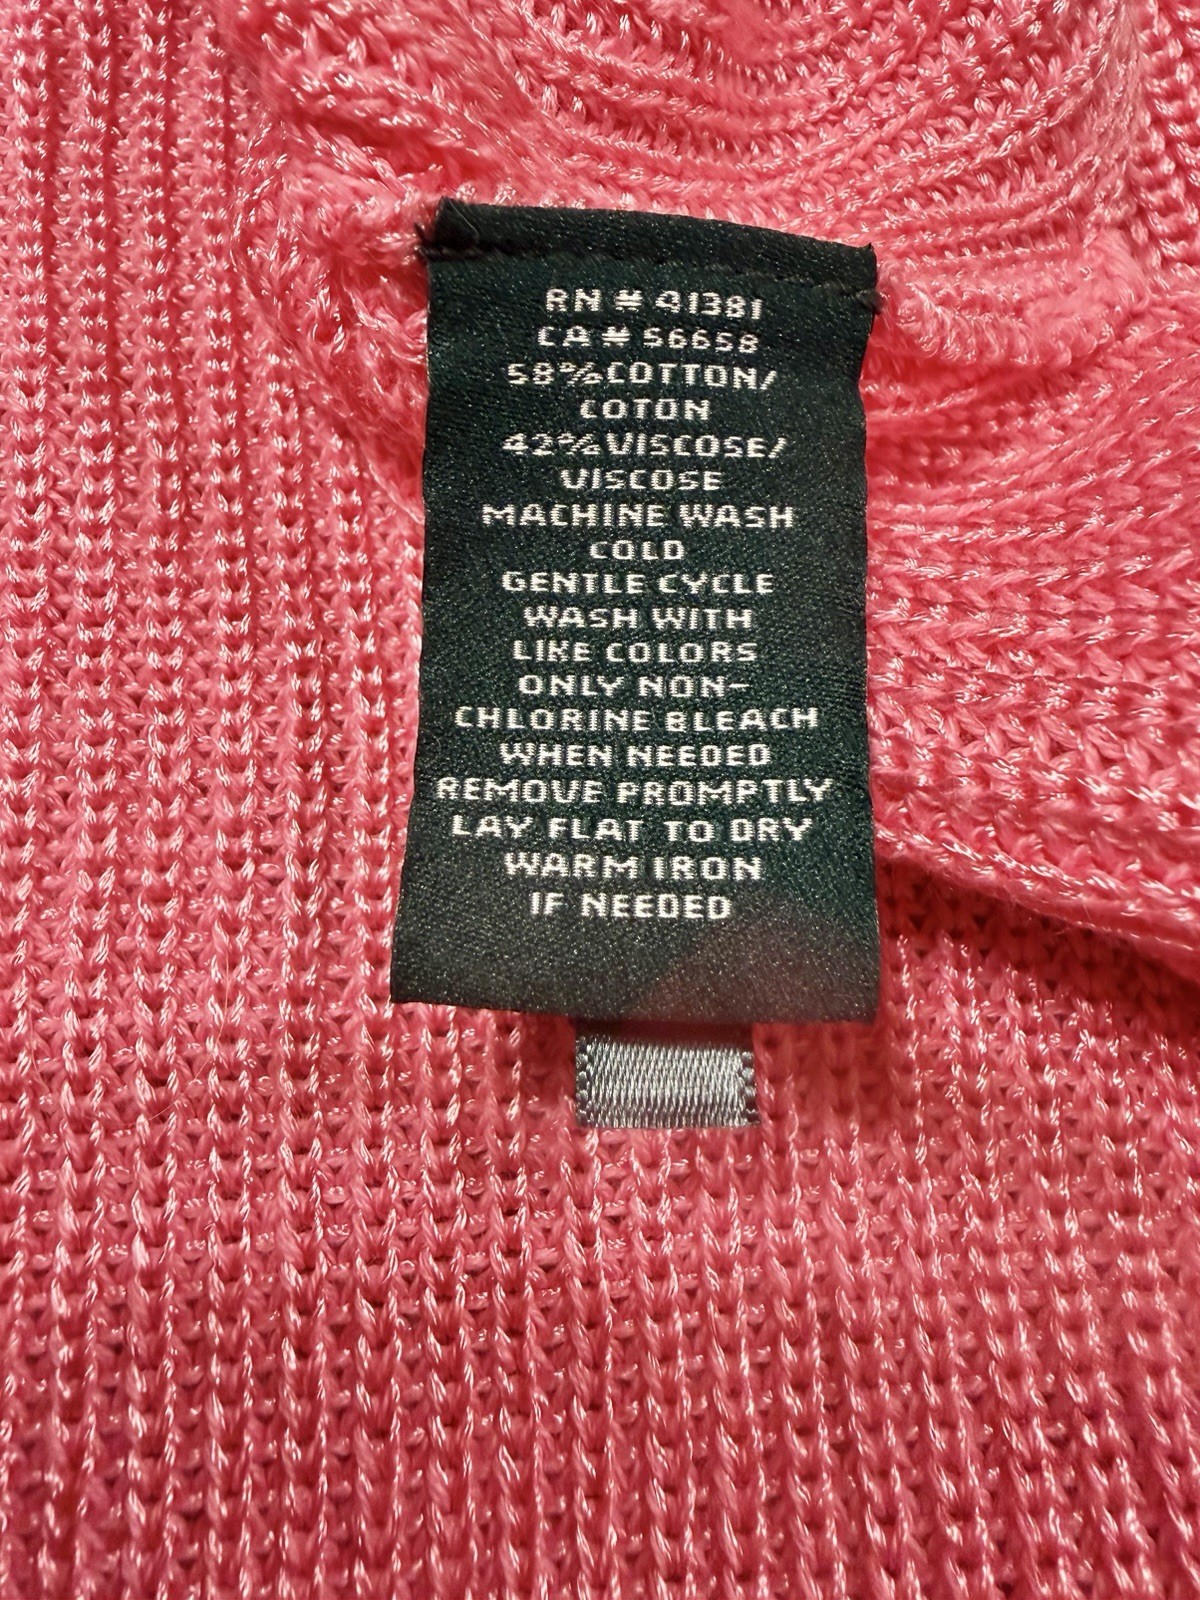 RN # 41381
CA # 56658
58%COTTON/
COTON
42%VISCOSE/
VISCOSE
MACHINE WASH
COLD
GENTLE CYCLE
WASH WITH
LIKE COLORS
ONLY NON-
CHLORINE BLEACH
WHEN NEEDED
REMOVE PROMPTLY
LAY FLAT TO DRY
WARM IRON
IF NEEDED